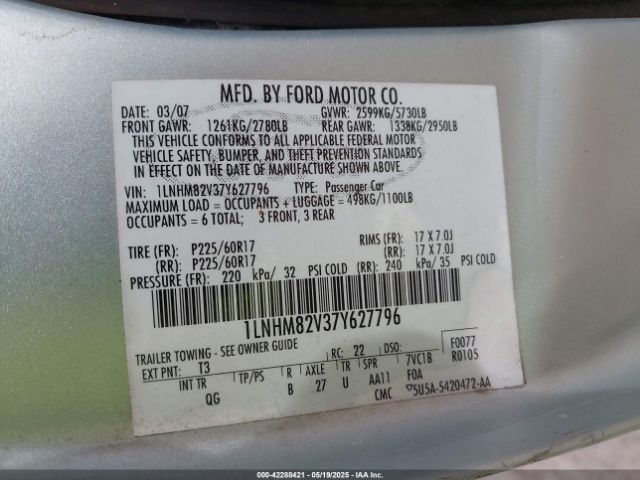 MFD. BY FORD MOTOR CO.
DATE: 03/07 GVWR: 2599KG/5730LB
FRONT GAWR: 1261KG/2780LB REAR GAWR: 1338KG/2950LB
THIS VEHICLE CONFORMS TO ALL APPLICABLE FEDERAL MOTOR
VEHICLE SAFETY, BUMPER, AND THEFT PREVENTION STANDARDS
IN EFFECT ON THE DATE OF MANUFACTURE SHOWN ABOVE.
VIN: 1LNHM82V37Y627796 TYPE: Passenger Car
MAXIMUM LOAD = OCCUPANTS + LUGGAGE = 498KG/1100LB
OCCUPANTS = 6 TOTAL; 3 FRONT, 3 REAR
TIRE (FR): P225/60R17 RIMS (FR): 17 X 7.0J
(RR): P225/60R17 (RR): 17 X 7.0J
PRESSURE (FR): 220 kPa/ 32 PSI COLD (RR): 240 kPa/ 35 PSI COLD
1LNHM82V37Y627796
TRAILER TOWING - SEE OWNER GUIDE F0077
EXT PNT: T3 RC: 22 DSO: R0105
INT TR TP/PS R AXLE TR SPR 7VC1B
QG B 27 U AA11 FOA
CMC 5U5A-5420472-AA
000-42288421 | 05/19/2025 | IAAI.COM